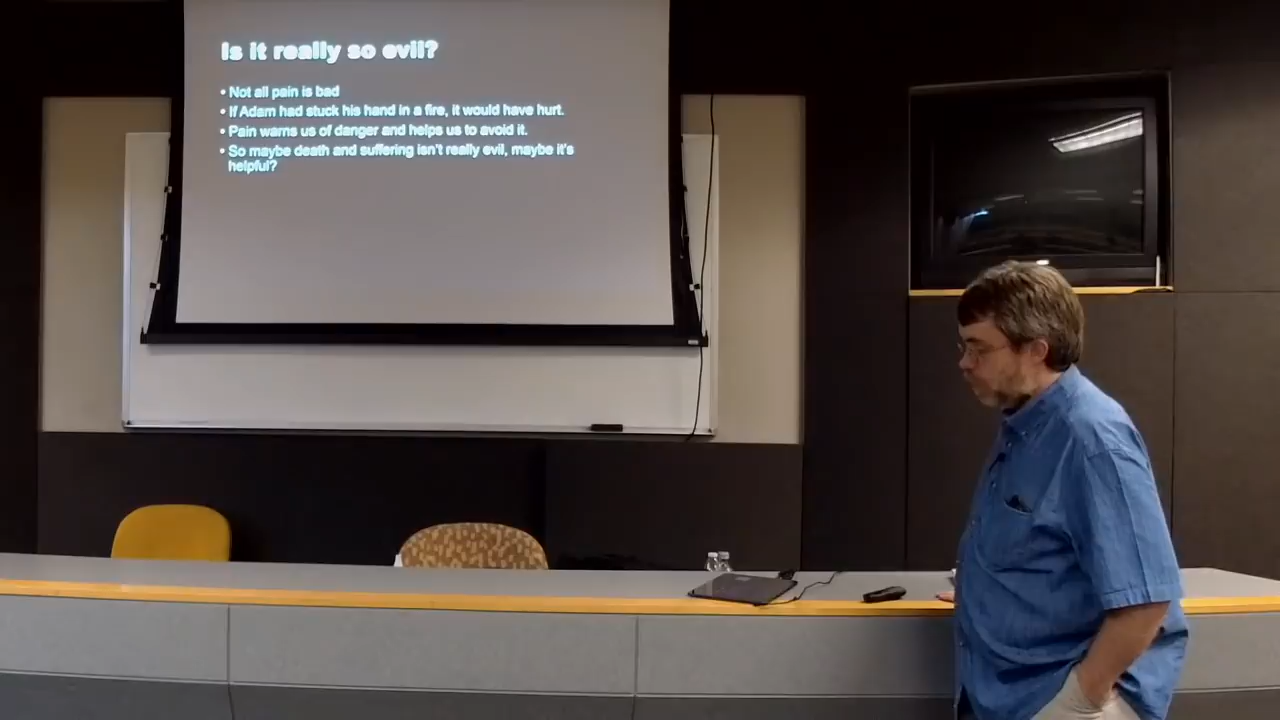 Is it really so evil?
• Not all pain is bad
• If Adam had stuck his hand in a fire, it would have hurt.
• Pain warns us of danger and helps us to avoid it.
• So maybe death and suffering isn't really evil, maybe it's
helpful?